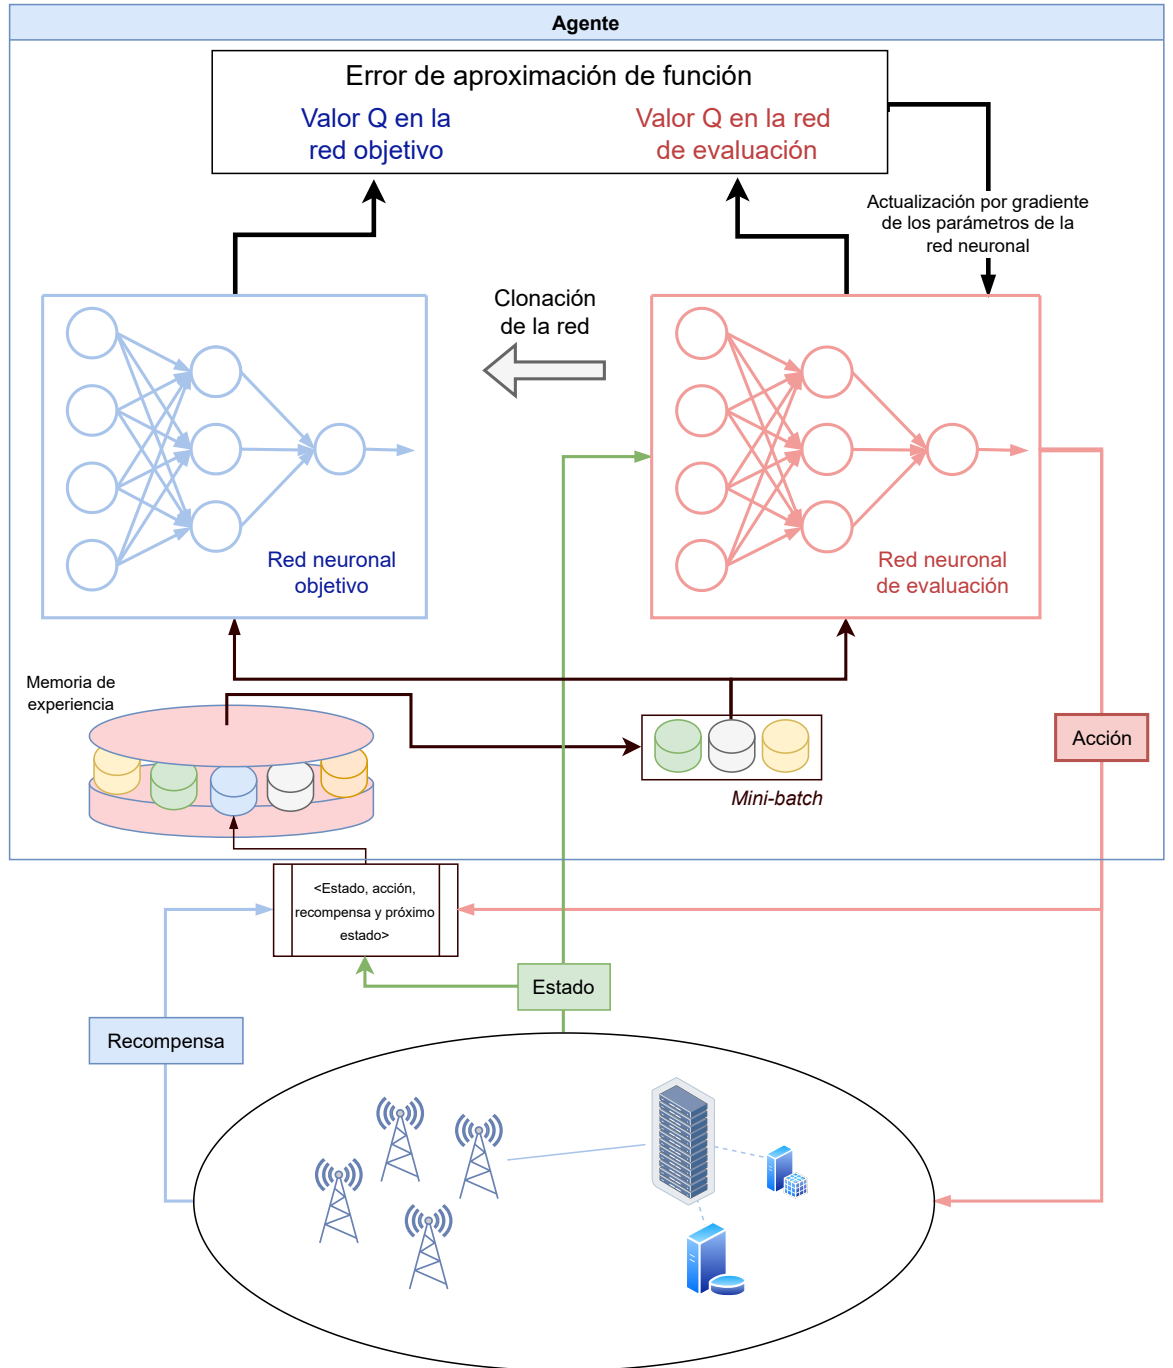 Agente
Error de aproximación de función
Valor Q en la
red objetivo
Valor Q en la red
de evaluación
Actualización por gradiente
de los parámetros de la
red neuronal
Clonación
de la red
Red neuronal
objetivo
Red neuronal
de evaluación
Memoria de
experiencia
Mini-batch
Acción
<Estado, acción,
recompensa y próximo
estado>
Estado
Recompensa